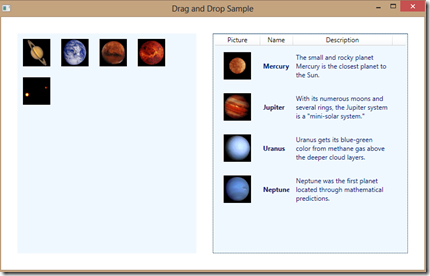 Drag and Drop Sample
Picture Name Description
Mercury
The small and rocky planet
Mercury is the closest planet to
the Sun.
Jupiter
With its numerous moons and
several rings, the Jupiter system
is a "mini-solar system."
Uranus
Uranus gets its blue-green
color from methane gas above
the deeper cloud layers.
Neptune
Neptune was the first planet
located through mathematical
predictions.